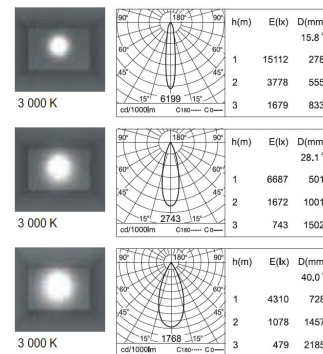 90° 180° 90°
60° 60°
45° 45°
15° 6199 15°
cd/1000lm C180 C0
3 000 K
h(m) E(lx) D(mm
15.8°
1 15112 278
2 3778 555
3 1679 833
90° 180° 90°
60° 60°
45° 45°
15° 2743 15°
cd/1000lm C180 C0
3 000 K
h(m) E(lx) D(mm
28.1°
1 6687 501
2 1672 1001
3 743 1502
90° 180° 90°
60° 60°
45° 45°
15° 1768 15°
cd/1000lm C180 C0
3 000 K
h(m) E(lx) D(mm
40.0°
1 4310 728
2 1078 1457
3 479 2185